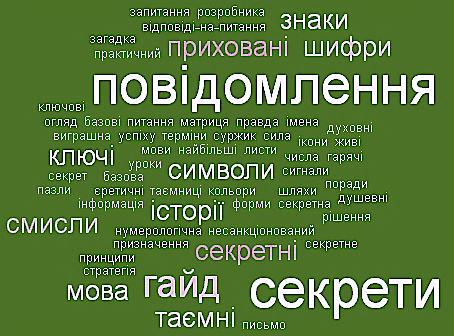 запитання розробника
відповіді-на-питання знаки
загадка
практичний приховані шифри
повідомлення
ключові
огляд базові питання матриця правда імена
духовні
виграшна успіху терміни суржик сила
ікони живі
ключі мови найбільші листи
числа гарячі
уроки символи сигнали
секрет базова
поради
пазли єретичні таємниці кольори шляхи
душевні
інформація історії форми секретна
рішення
смисли
нумерологічна несанкціонований
призначення секретні секретне
принципи
стратегія
мова гайд секрети
таємні письмо